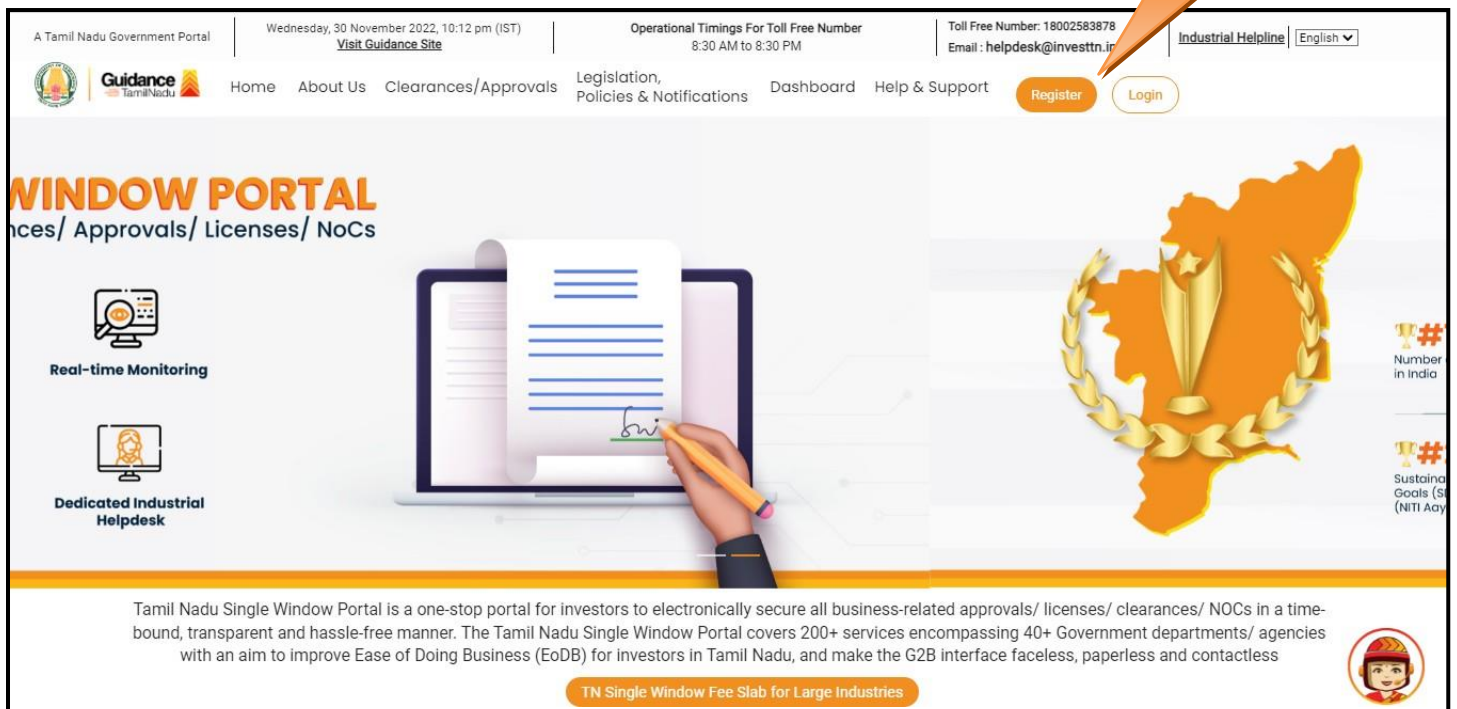 A Tamil Nadu Government Portal
Wednesday, 30 November 2022, 10:12 pm (IST)
Visit Guidance Site
Operational Timings For Toll Free Number
8:30 AM to 8:30 PM
Toll Free Number: 18002583878
Email : helpdesk@investtn.in
Industrial Helpline
English
Guidance
TamilNadu
Home
About Us
Clearances/Approvals
Legislation,
Policies & Notifications
Dashboard
Help & Support
Register
Login
WINDOW PORTAL
nces/ Approvals/ Licenses/ NoCs
Real-time Monitoring
Dedicated Industrial
Helpdesk
#
Number
in India
#
Sustaina
Goals (S
(NITI Aay
Tamil Nadu Single Window Portal is a one-stop portal for investors to electronically secure all business-related approvals/ licenses/ clearances/ NOCs in a time-
bound, transparent and hassle-free manner. The Tamil Nadu Single Window Portal covers 200+ services encompassing 40+ Government departments/ agencies
with an aim to improve Ease of Doing Business (EoDB) for investors in Tamil Nadu, and make the G2B interface faceless, paperless and contactless
TN Single Window Fee Slab for Large Industries